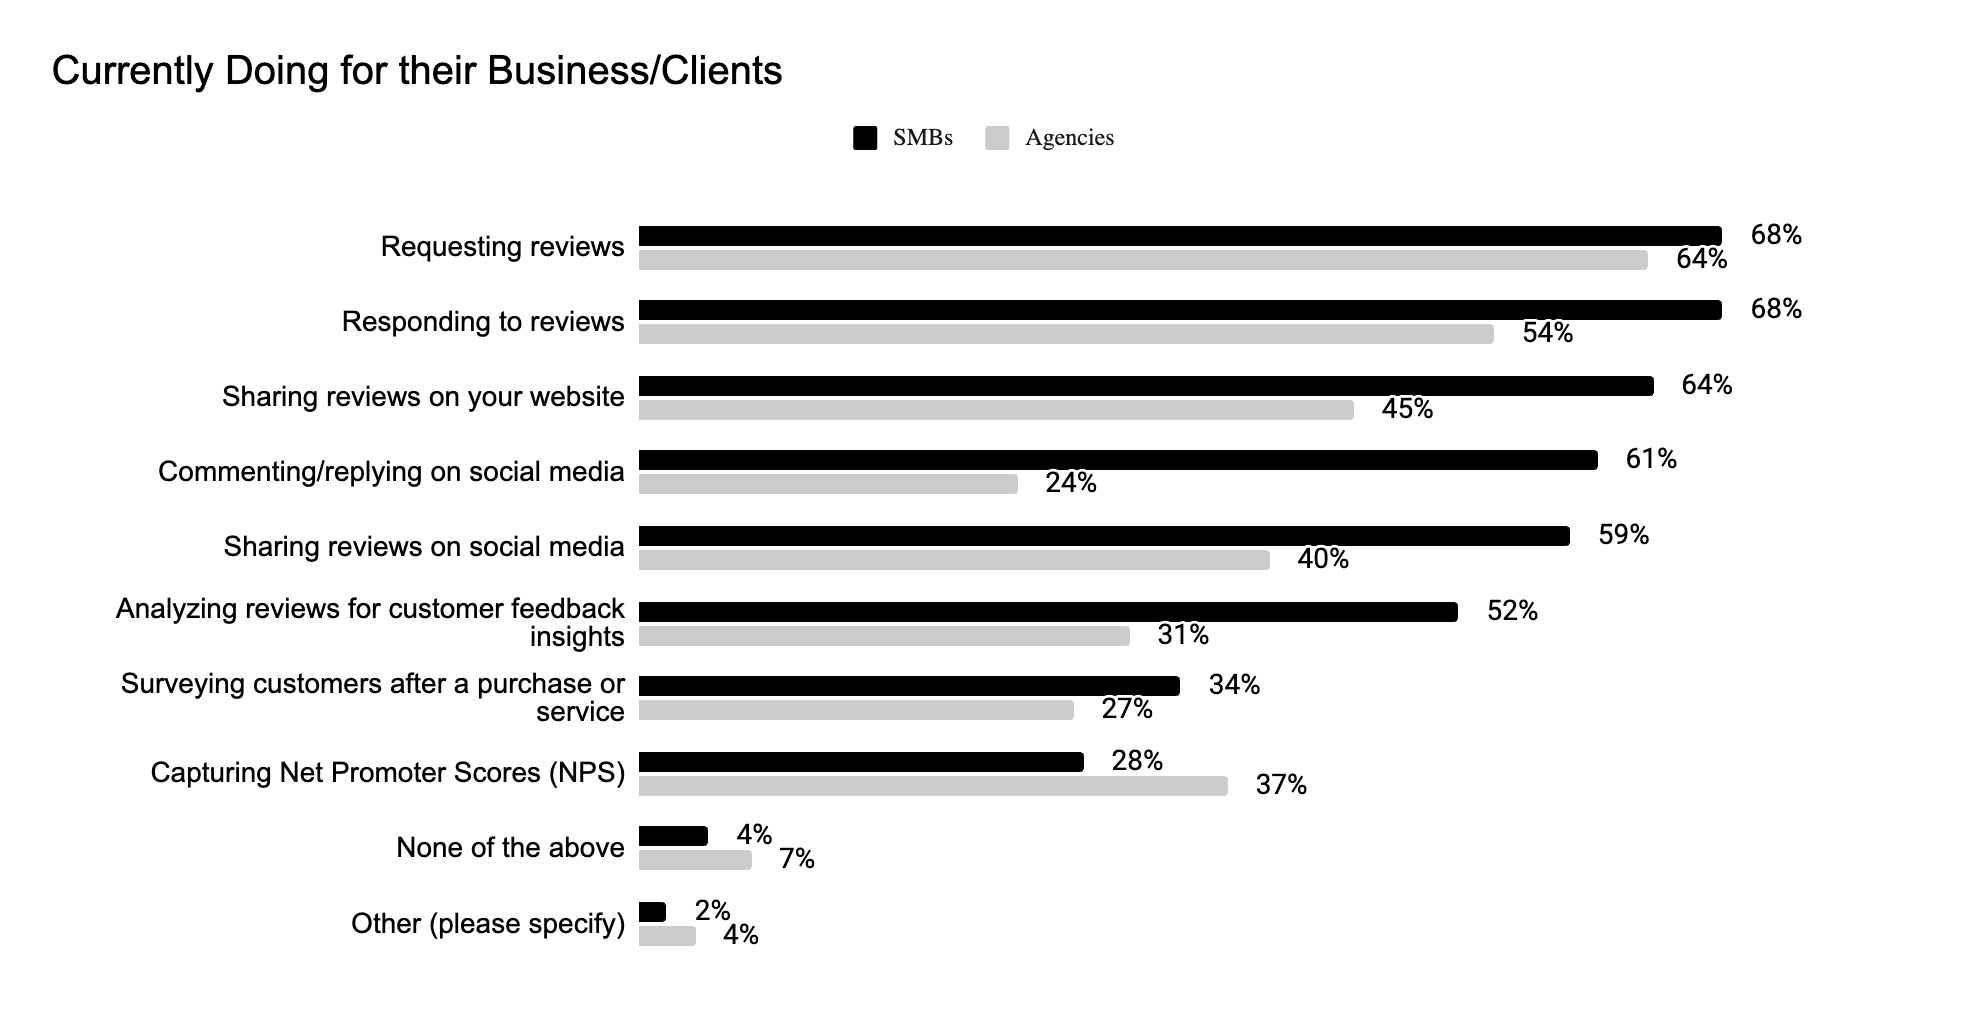 Currently Doing for their Business/Clients
SMBs Agencies
Requesting reviews 68%
64%
Responding to reviews 68%
54%
Sharing reviews on your website 64%
45%
Commenting/replying on social media 61%
24%
Sharing reviews on social media 59%
40%
Analyzing reviews for customer feedback
insights
52%
31%
Surveying customers after a purchase or
service
34%
27%
Capturing Net Promoter Scores (NPS) 28%
37%
None of the above 4%
7%
Other (please specify) 2%
4%